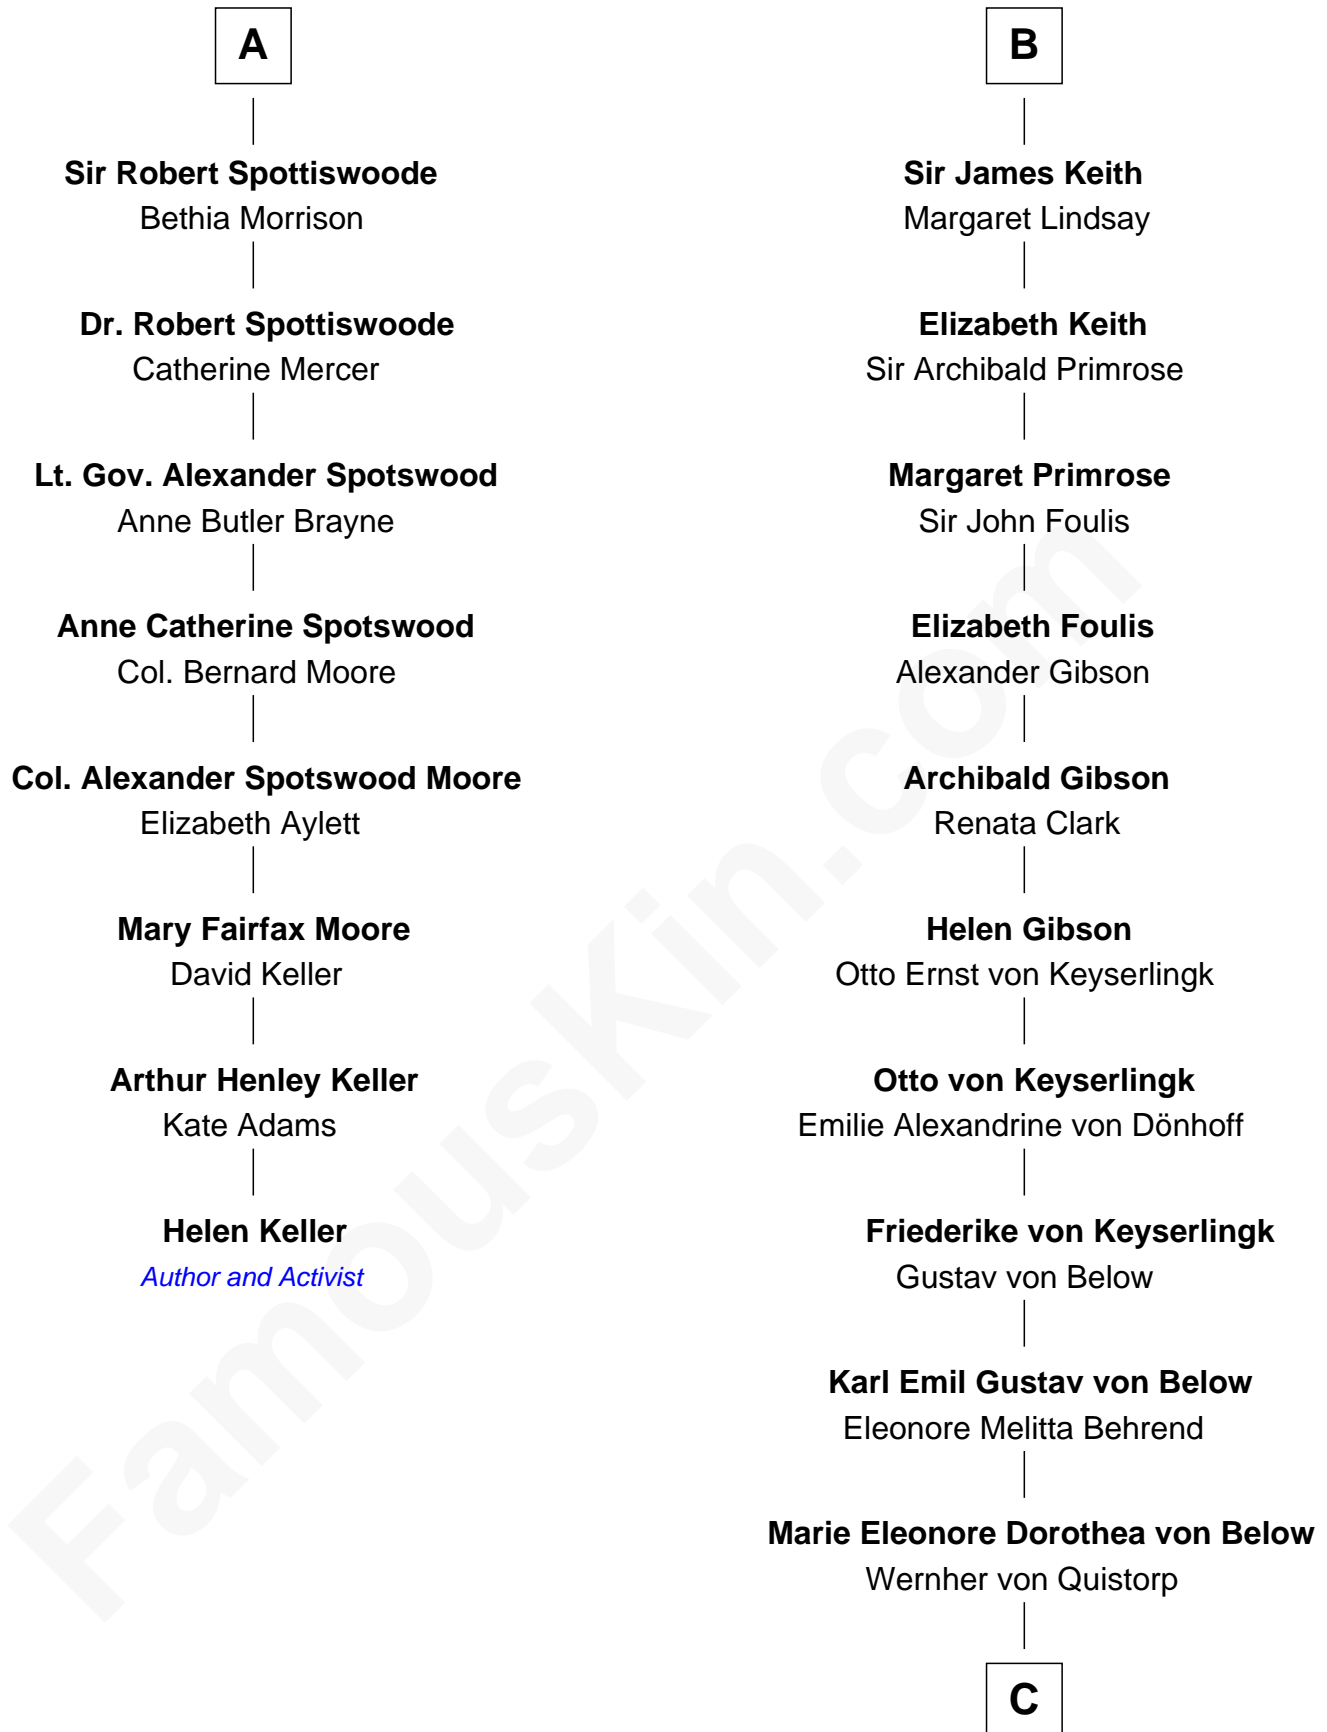 A
Sir Robert Spottiswoode
Bethia Morrison
Dr. Robert Spottiswoode
Catherine Mercer
Lt. Gov. Alexander Spotswood
Anne Butler Brayne
Anne Catherine Spotswood
Col. Bernard Moore
Col. Alexander Spotswood Moore
Elizabeth Aylett
Mary Fairfax Moore
David Keller
Arthur Henley Keller
Kate Adams
Helen Keller
Author and Activist
B
Sir James Keith
Margaret Lindsay
Elizabeth Keith
Sir Archibald Primrose
Margaret Primrose
Sir John Foulis
Elizabeth Foulis
Alexander Gibson
Archibald Gibson
Renata Clark
Helen Gibson
Otto Ernst von Keyserlingk
Otto von Keyserlingk
Emilie Alexandrine von Dönhoff
Friederike von Keyserlingk
Gustav von Below
Karl Emil Gustav von Below
Eleonore Melitta Behrend
Marie Eleonore Dorothea von Below
Wernher von Quistorp
C
FamousKin.com